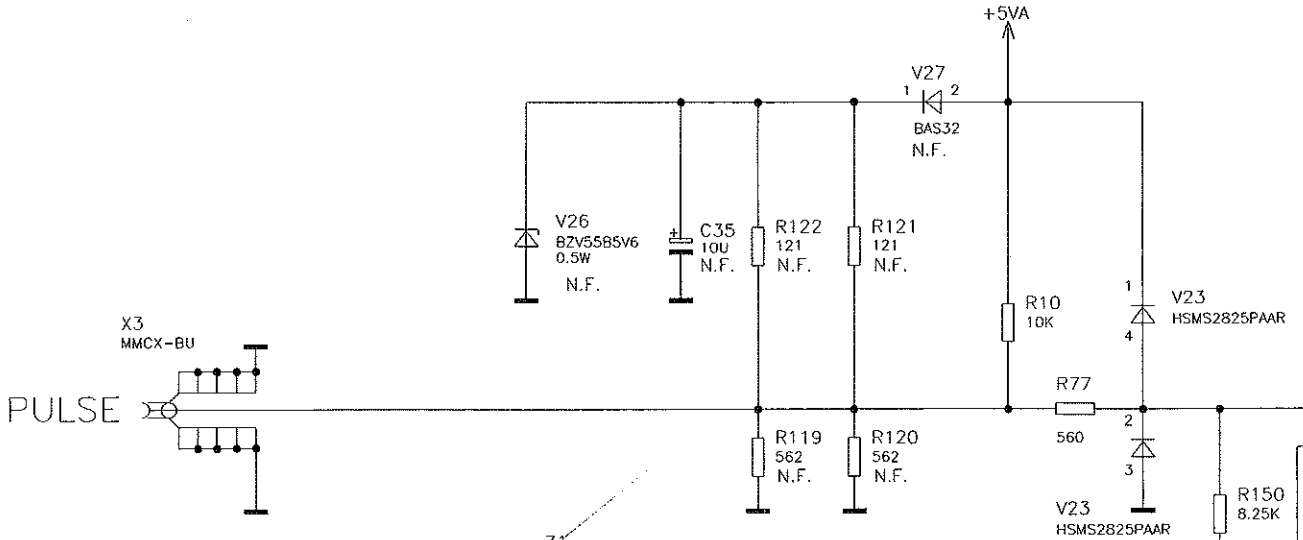 +5VA
V27
1 2
BAS32
N.F.
V26
BZV55B5V6
0.5W
N.F.
+
C35
10U
N.F.
R122
121
N.F.
R121
121
N.F.
R10
10K
1
V23
HSMS2825PAAR
4
X3
MMCX-BU
PULSE
R77
560
R119
562
N.F.
R120
562
N.F.
2
3
V23
HSMS2825PAAR
R150
8.25K